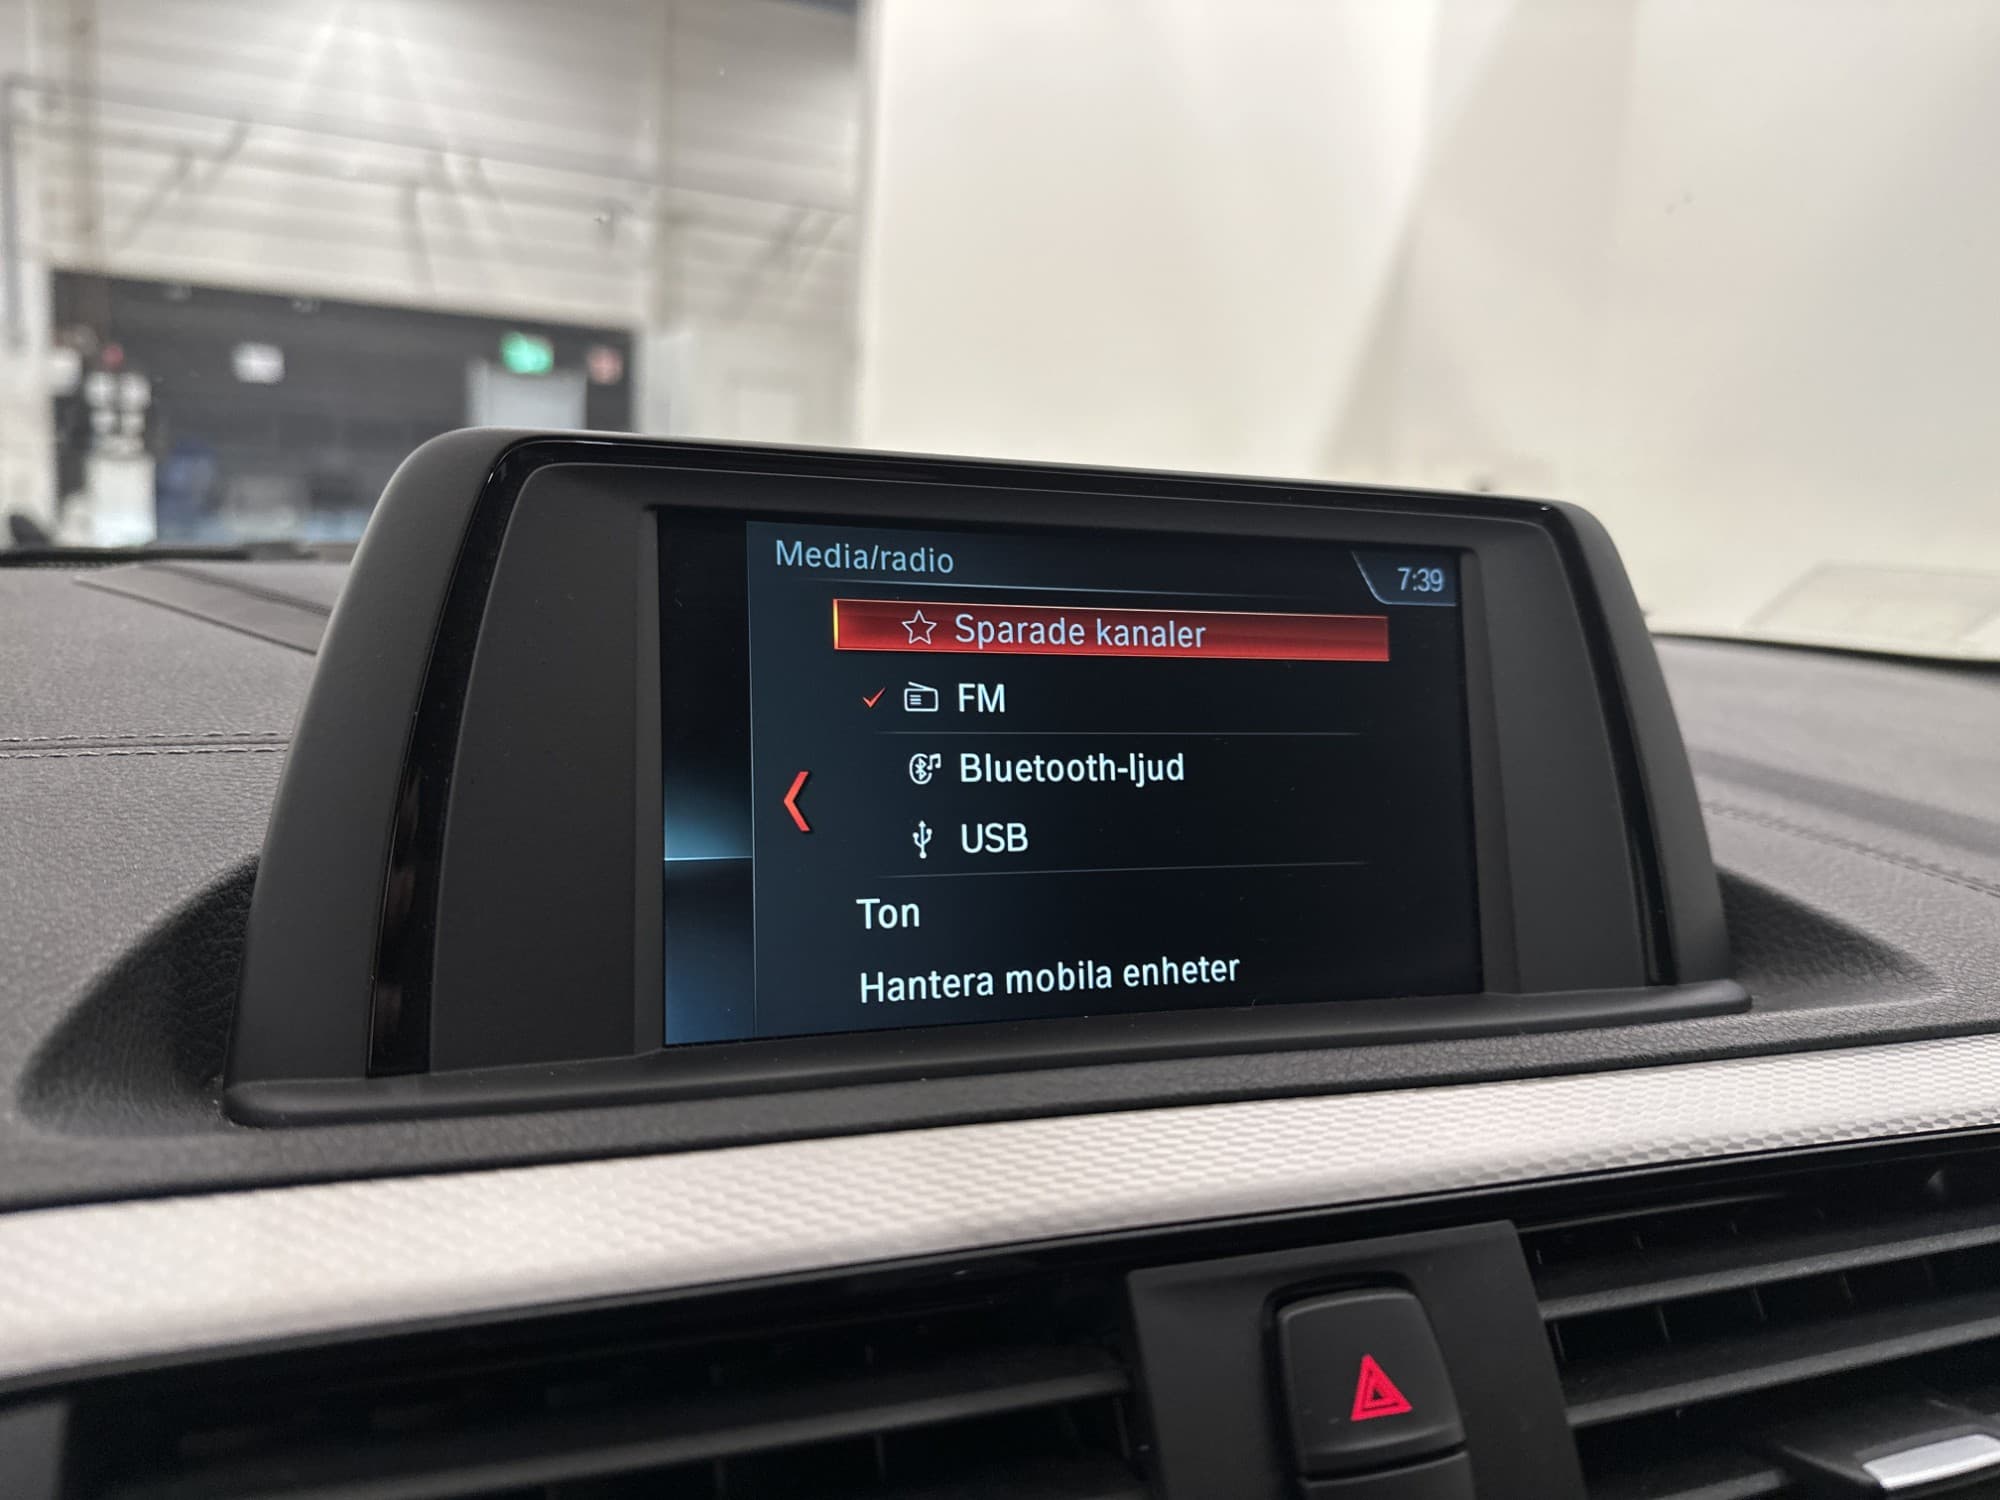 Media/radio
7:39
Sparade kanaler
FM
Bluetooth-ljud
USB
Ton
Hantera mobila enheter